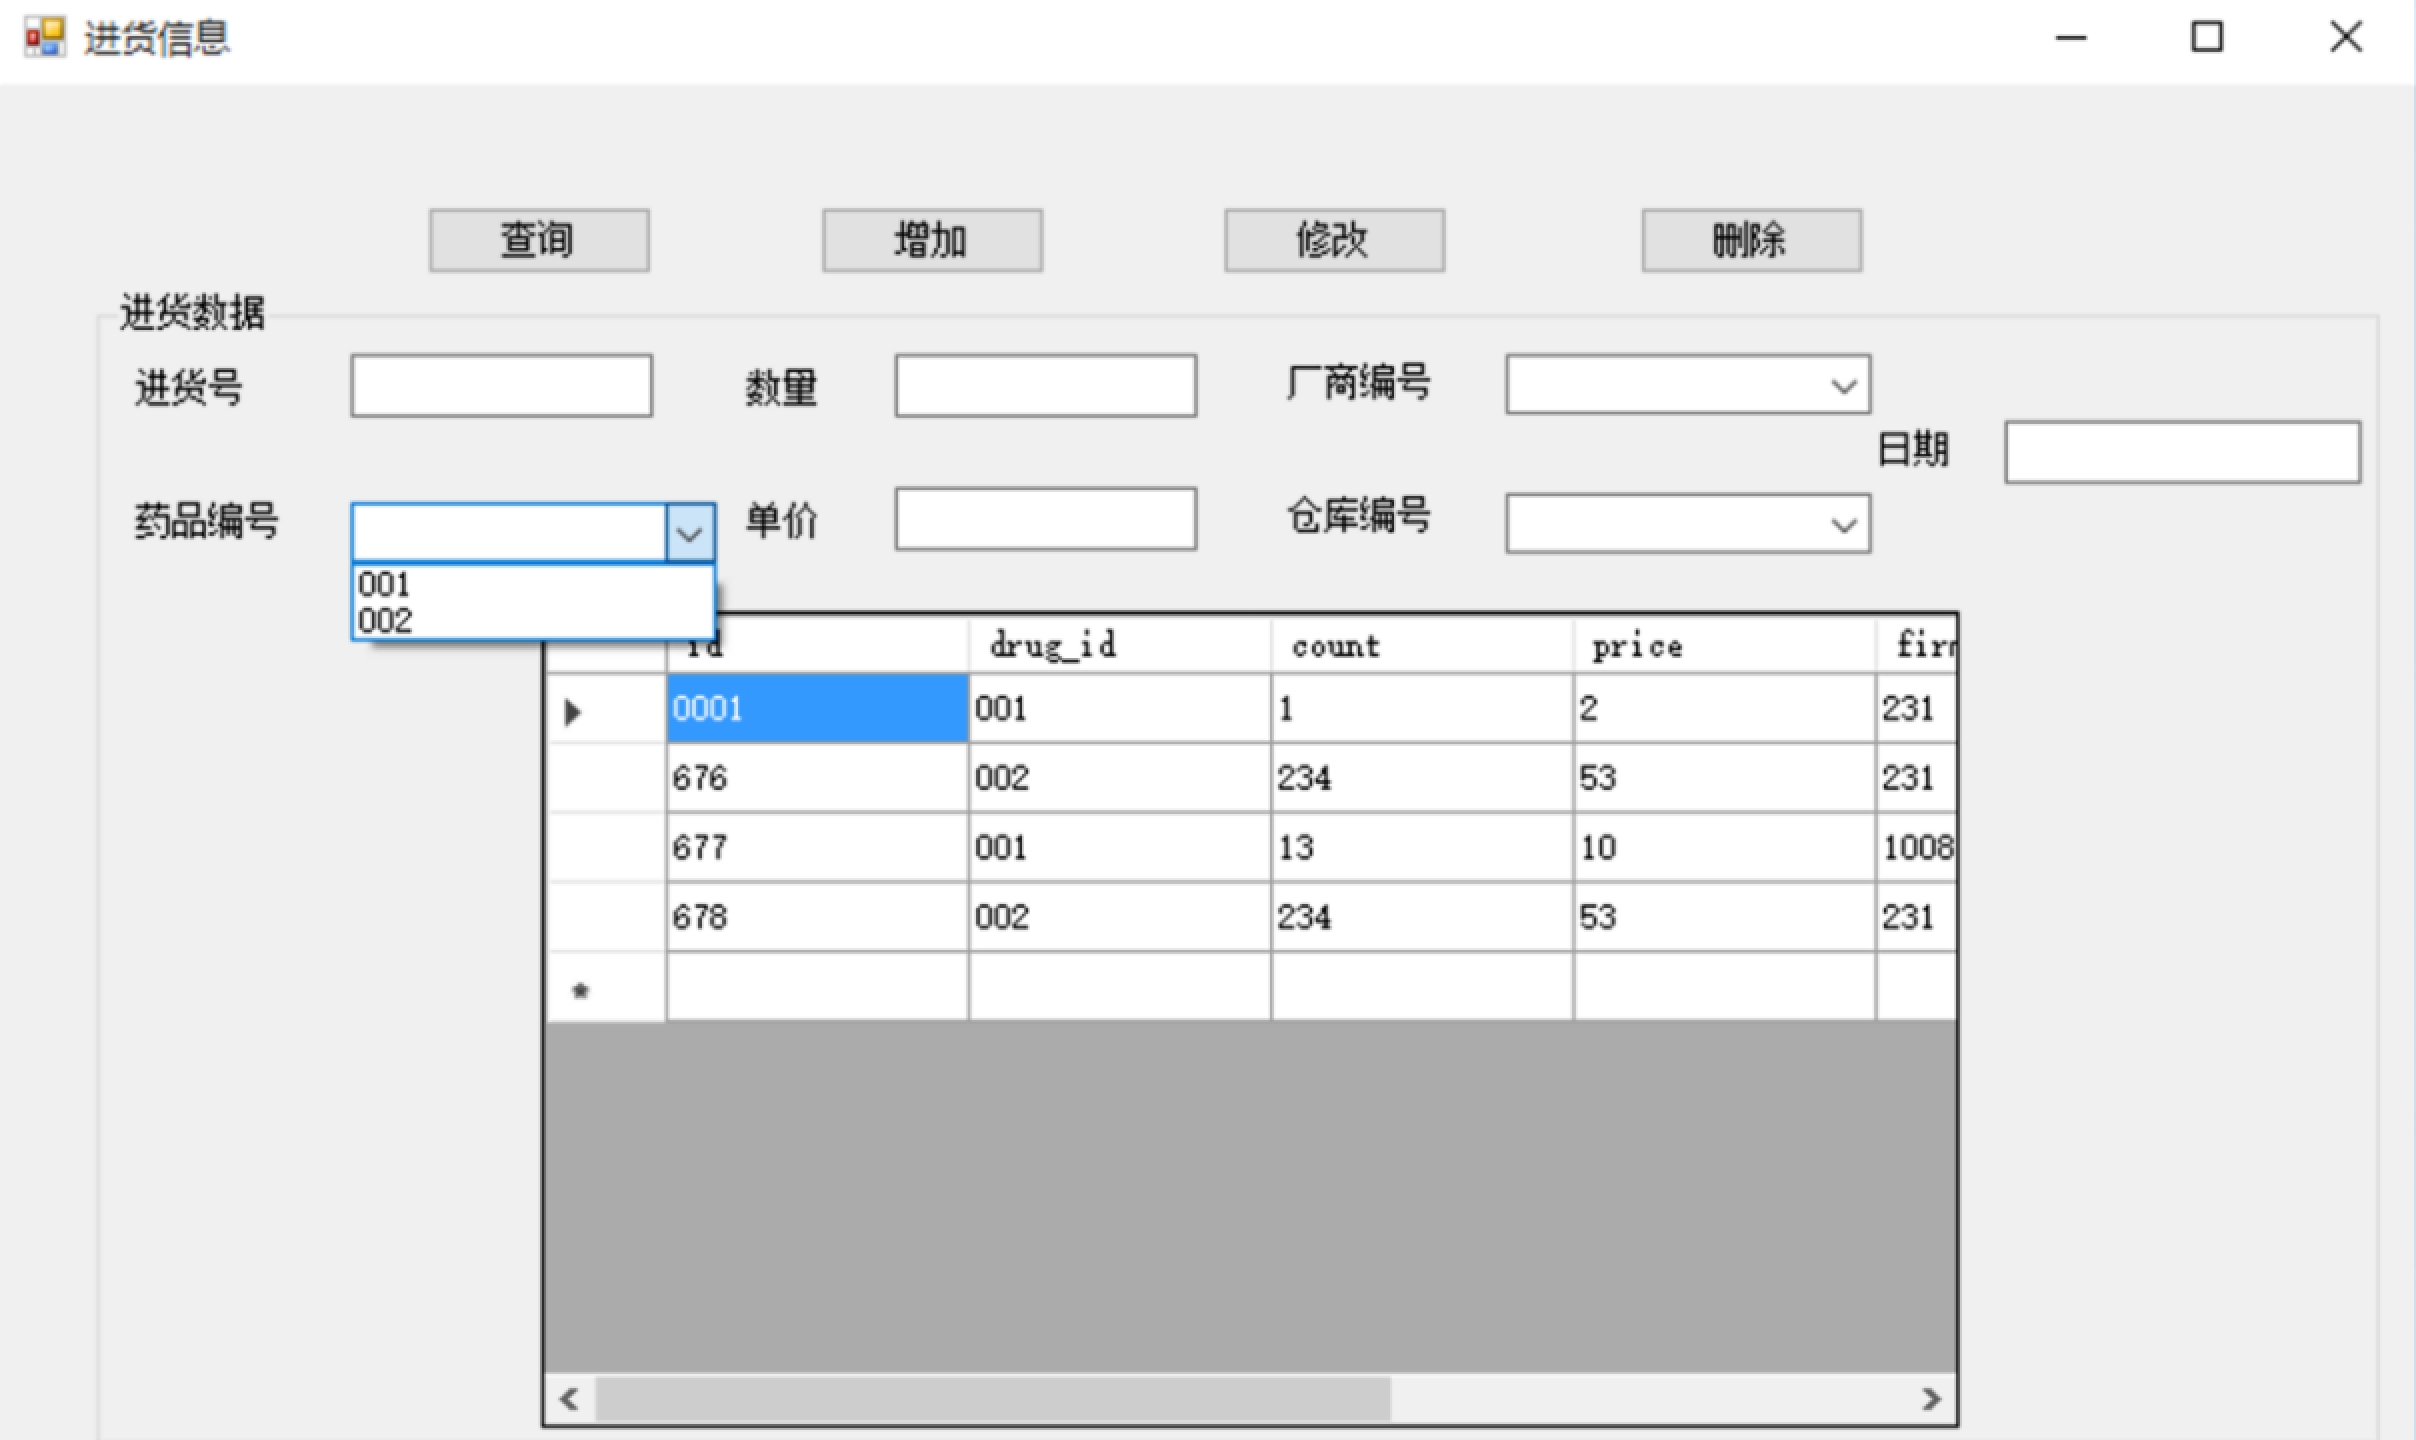 进货信息
查询 增加 修改 删除
进货数据
进货号 数量 厂商编号
日期
药品编号 单价 仓库编号
001
002
id drug_id count price
0001 001 1 2 231
676 002 234 53 231
677 001 13 10 1008
678 002 234 53 231
*